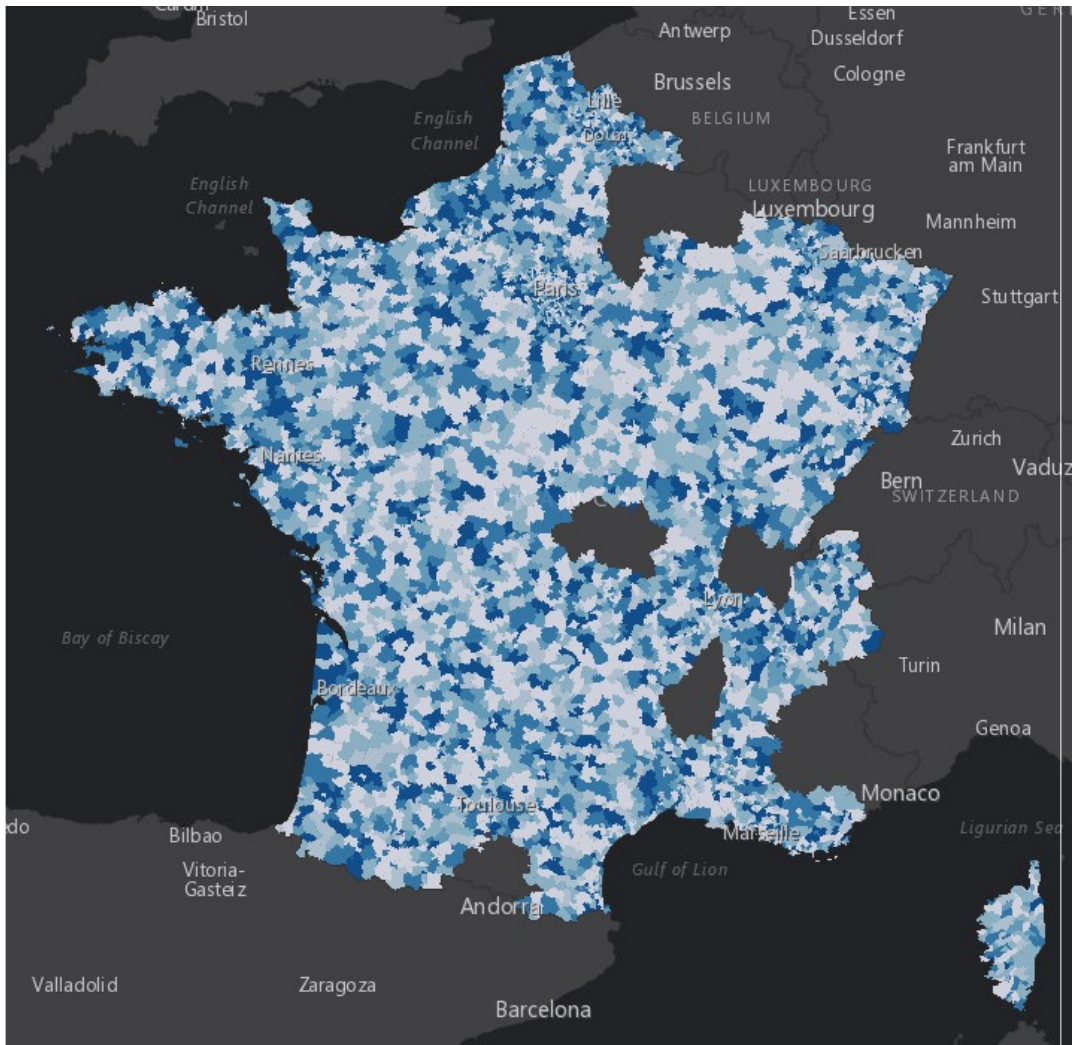 Bristol
Essen
Antwerp
Dusseldorf
Cologne
Brussels
Lille
English
Channel
BELGIUM
Douai
Frankfurt
am Main
English
Channel
LUXEMBOURG
Luxembourg
Mannheim
Saarbrucken
Paris
Stuttgart
Rennes
Zurich
Nantes
Vaduz
Bern
SWITZERLAND
Lyon
Milan
Bay of Biscay
Turin
Bordeaux
Genoa
Monaco
Toulouse
Marseille
Ligurian Sea
Bilbao
Vitoria-
Gasteiz
Gulf of Lion
Andorra
Valladolid
Zaragoza
Barcelona